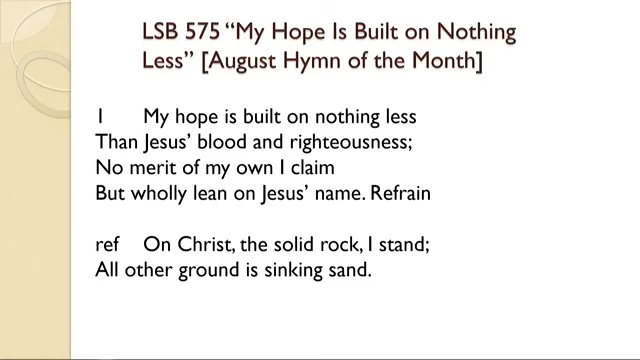 LSB 575 “My Hope Is Built on Nothing
Less” [August Hymn of the Month]
1 My hope is built on nothing less
Than Jesus’ blood and righteousness;
No merit of my own I claim
But wholly lean on Jesus’ name. Refrain
ref On Christ, the solid rock, I stand;
All other ground is sinking sand.